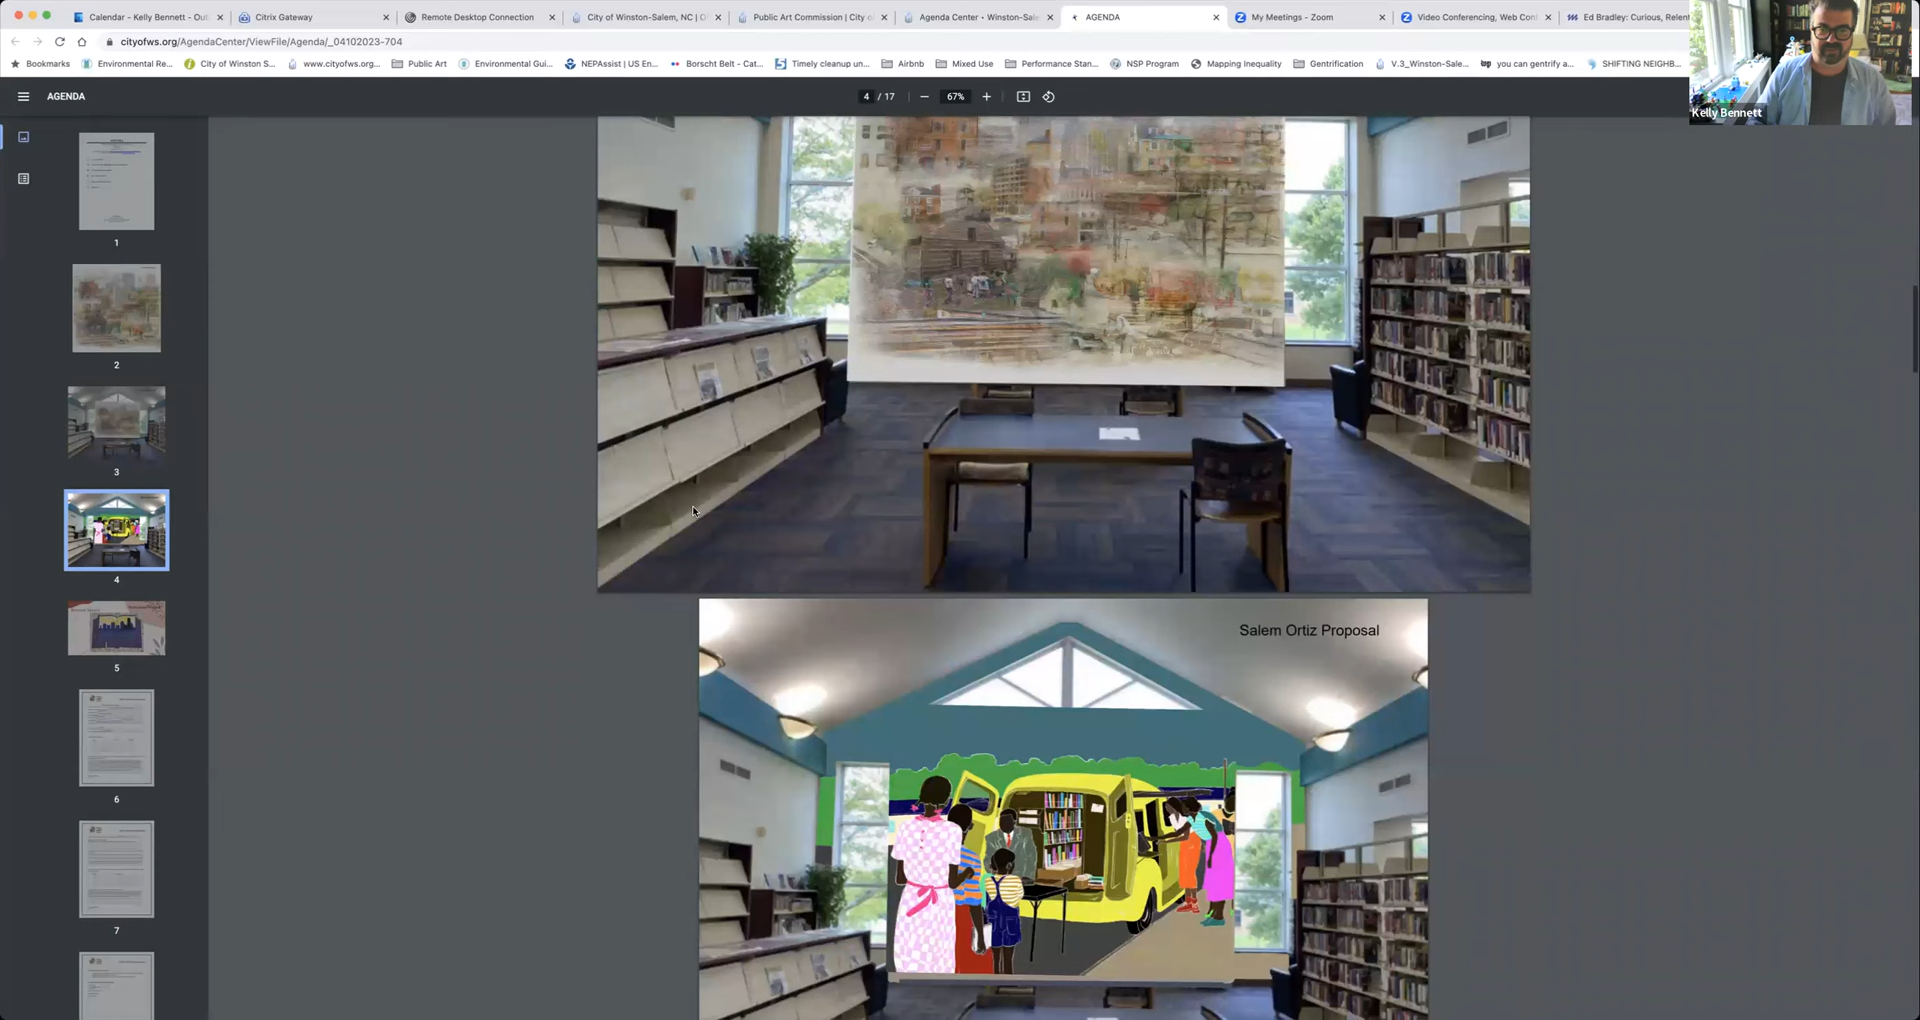 Calendar - Kelly Bennett - Out
Citrix Gateway
Remote Desktop Connection
City of Winston-Salem, NC | O
Public Art Commission | City o
Agenda Center • Winston-Sale
AGENDA
My Meetings - Zoom
Video Conferencing, Web Con
Ed Bradley: Curious, Relent
cityofws.org/AgendaCenter/ViewFile/Agenda/_04102023-704
Bookmarks
Environmental Re...
City of Winston S...
www.cityofws.org...
Public Art
Environmental Gui...
NEPAssist | US En...
Borscht Belt - Cat...
Timely cleanup un...
Airbnb
Mixed Use
Performance Stan...
NSP Program
Mapping Inequality
Gentrification
V.3_Winston-Sale...
you can gentrify a...
SHIFTING NEIGHB...
Kelly Bennett
AGENDA
4 / 17
67%
1
2
3
4
5
6
7
Salem Ortiz Proposal